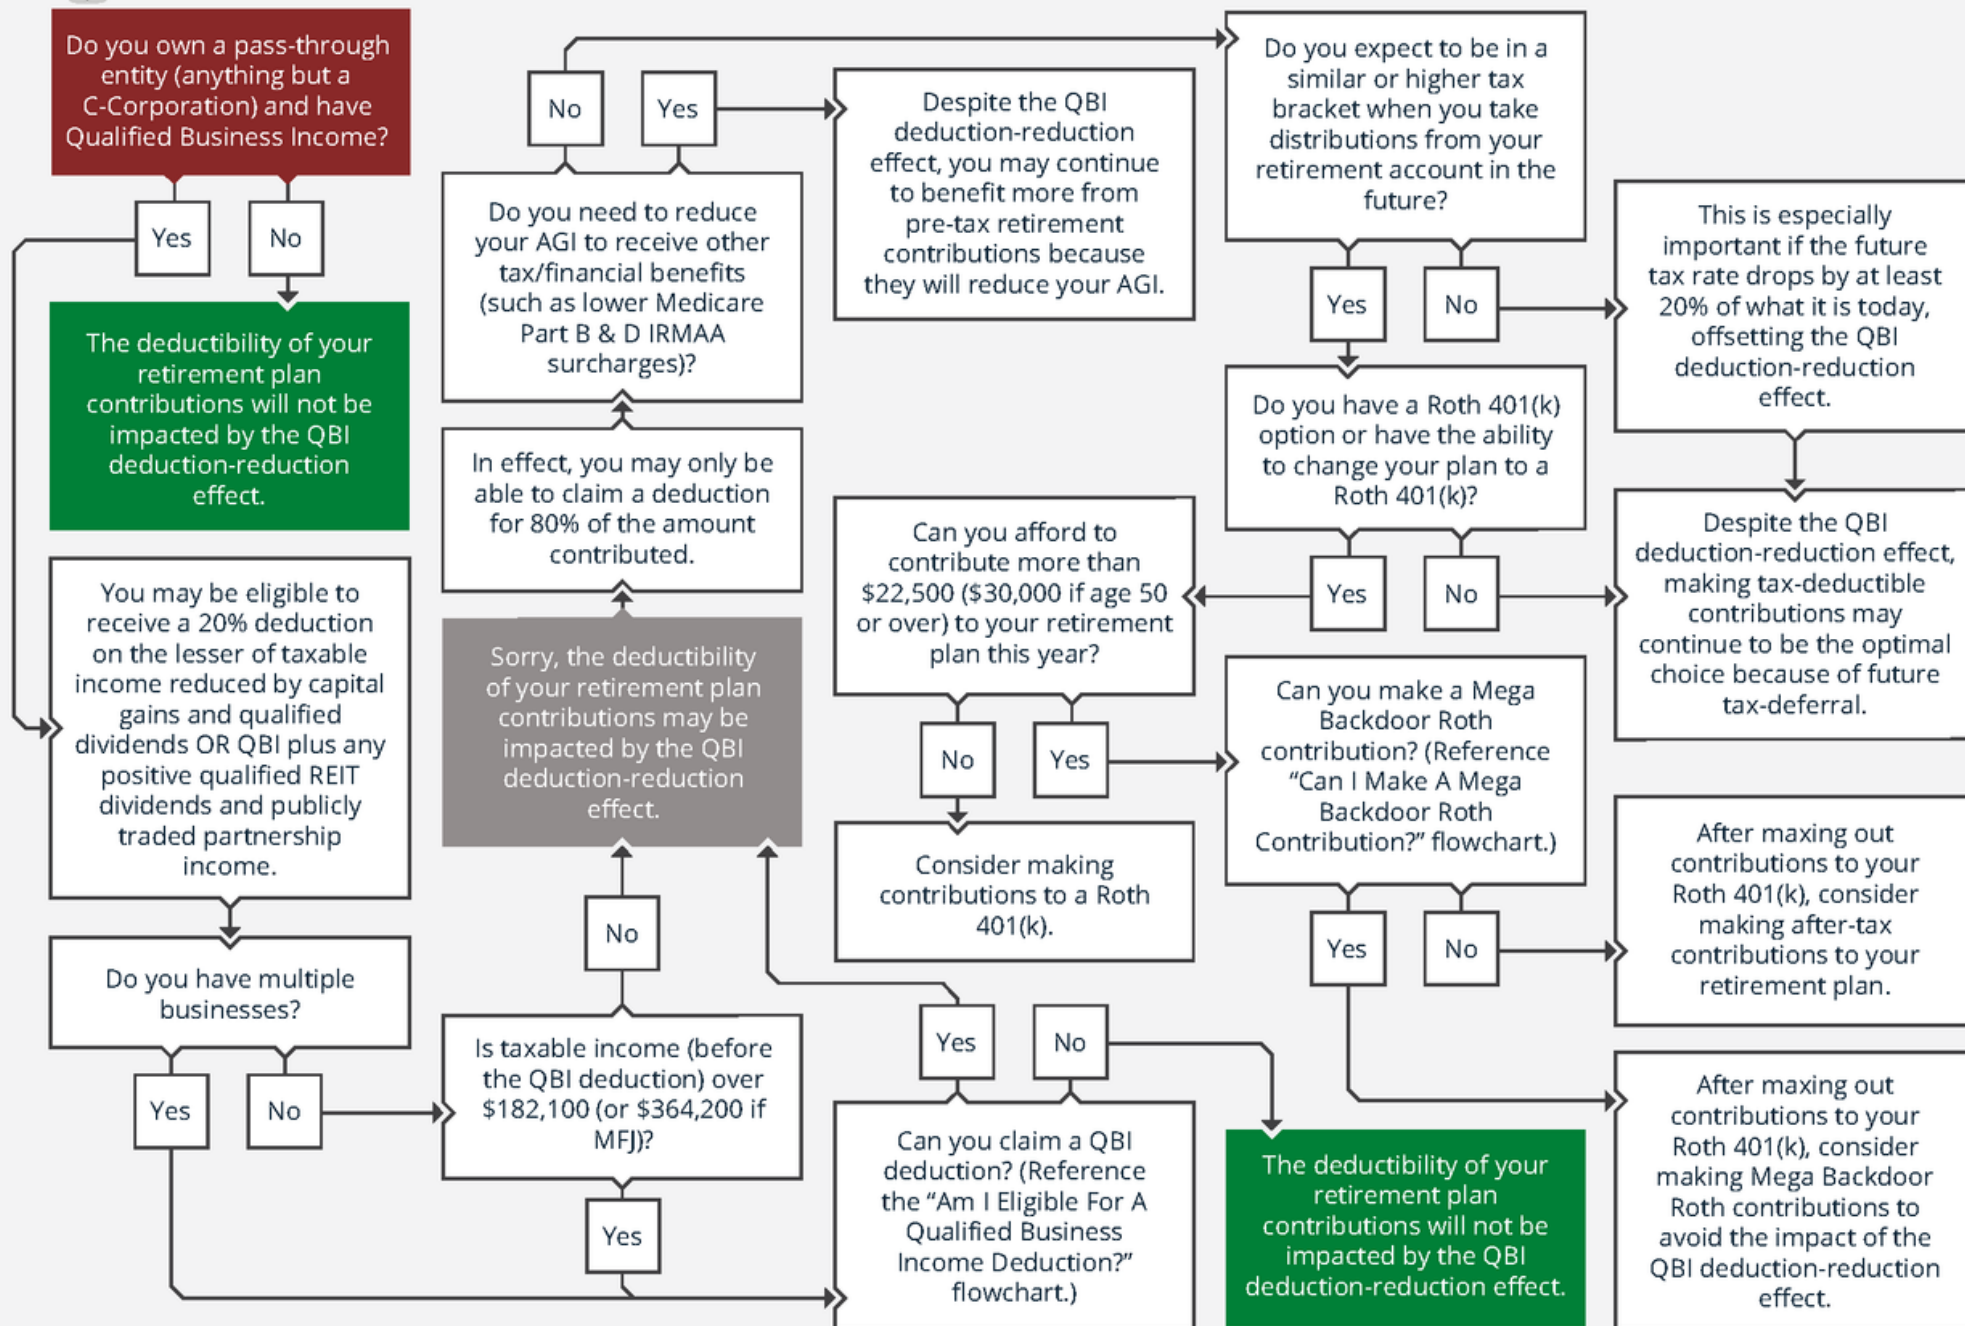 Do you own a pass-through
entity (anything but a
C-Corporation) and have
Qualified Business Income?
Yes
No
The deductibility of your
retirement plan
contributions will not be
impacted by the QBI
deduction-reduction
effect.
You may be eligible to
receive a 20% deduction
on the lesser of taxable
income reduced by capital
gains and qualified
dividends OR QBI plus any
positive qualified REIT
dividends and publicly
traded partnership
income.
Do you have multiple
businesses?
Yes
No
Is taxable income (before
the QBI deduction) over
$182,100 (or $364,200 if
MFJ)?
No
Yes
Sorry, the deductibility
of your retirement plan
contributions may be
impacted by the QBI
deduction-reduction
effect.
In effect, you may only be
able to claim a deduction
for 80% of the amount
contributed.
Do you need to reduce
your AGI to receive other
tax/financial benefits
(such as lower Medicare
Part B & D IRMAA
surcharges)?
No
Yes
Despite the QBI
deduction-reduction
effect, you may continue
to benefit more from
pre-tax retirement
contributions because
they will reduce your AGI.
Can you afford to
contribute more than
$22,500 ($30,000 if age 50
or over) to your retirement
plan this year?
No
Yes
Consider making
contributions to a Roth
401(k).
Yes
No
Can you claim a QBI
deduction? (Reference
the “Am I Eligible For A
Qualified Business
Income Deduction?”
flowchart.)
Do you expect to be in a
similar or higher tax
bracket when you take
distributions from your
retirement account in the
future?
Yes
No
Do you have a Roth 401(k)
option or have the ability
to change your plan to a
Roth 401(k)?
Yes
No
Can you make a Mega
Backdoor Roth
contribution? (Reference
“Can I Make A Mega
Backdoor Roth
Contribution?” flowchart.)
Yes
No
The deductibility of your
retirement plan
contributions will not be
impacted by the QBI
deduction-reduction effect.
This is especially
important if the future
tax rate drops by at least
20% of what it is today,
offsetting the QBI
deduction-reduction
effect.
Despite the QBI
deduction-reduction effect,
making tax-deductible
contributions may
continue to be the optimal
choice because of future
tax-deferral.
After maxing out
contributions to your
Roth 401(k), consider
making after-tax
contributions to your
retirement plan.
After maxing out
contributions to your
Roth 401(k), consider
making Mega Backdoor
Roth contributions to
avoid the impact of the
QBI deduction-reduction
effect.